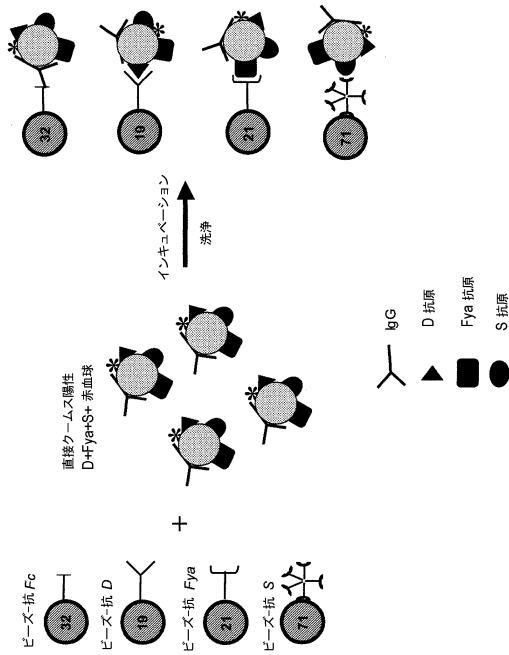 ビーズ-抗 Fc
32
ビーズ-抗 D
19
ビーズ-抗 Fya
21
ビーズ-抗 S
71
+
直接クームス陽性
D+Fya+S+ 赤血球
*
*
*
*
インキュベーション
洗浄
32
*
19
*
21
*
71
*
IgG
D 抗原
Fya 抗原
S 抗原